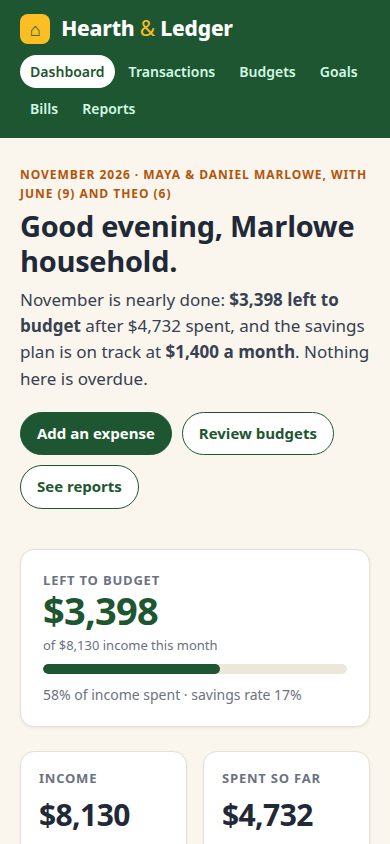 Hearth & Ledger
Dashboard Transactions Budgets Goals
Bills Reports
NOVEMBER 2026 · MAYA & DANIEL MARLOWE, WITH
JUNE (9) AND THEO (6)
Good evening, Marlowe
household.
November is nearly done: $3,398 left to
budget after $4,732 spent, and the savings
plan is on track at $1,400 a month. Nothing
here is overdue.
Add an expense Review budgets
See reports
LEFT TO BUDGET
$3,398
of $8,130 income this month
58% of income spent · savings rate 17%
INCOME SPENT SO FAR
$8,130 $4,732